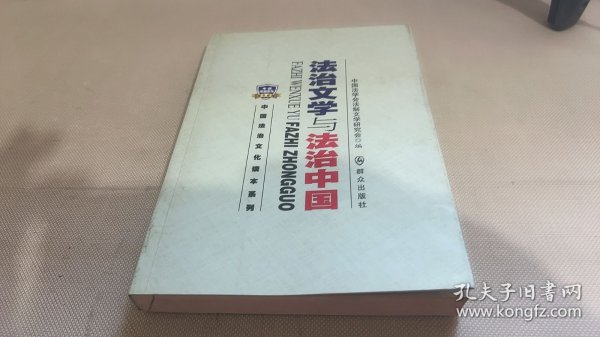 中国法学会法制文学研究会◎编
群众出版社
法治文学与法治中国
FAZHI WENXUE YU FAZHI ZHONGGUO
中国法治文化读本系列
孔夫子旧书网
www.kongfz.com